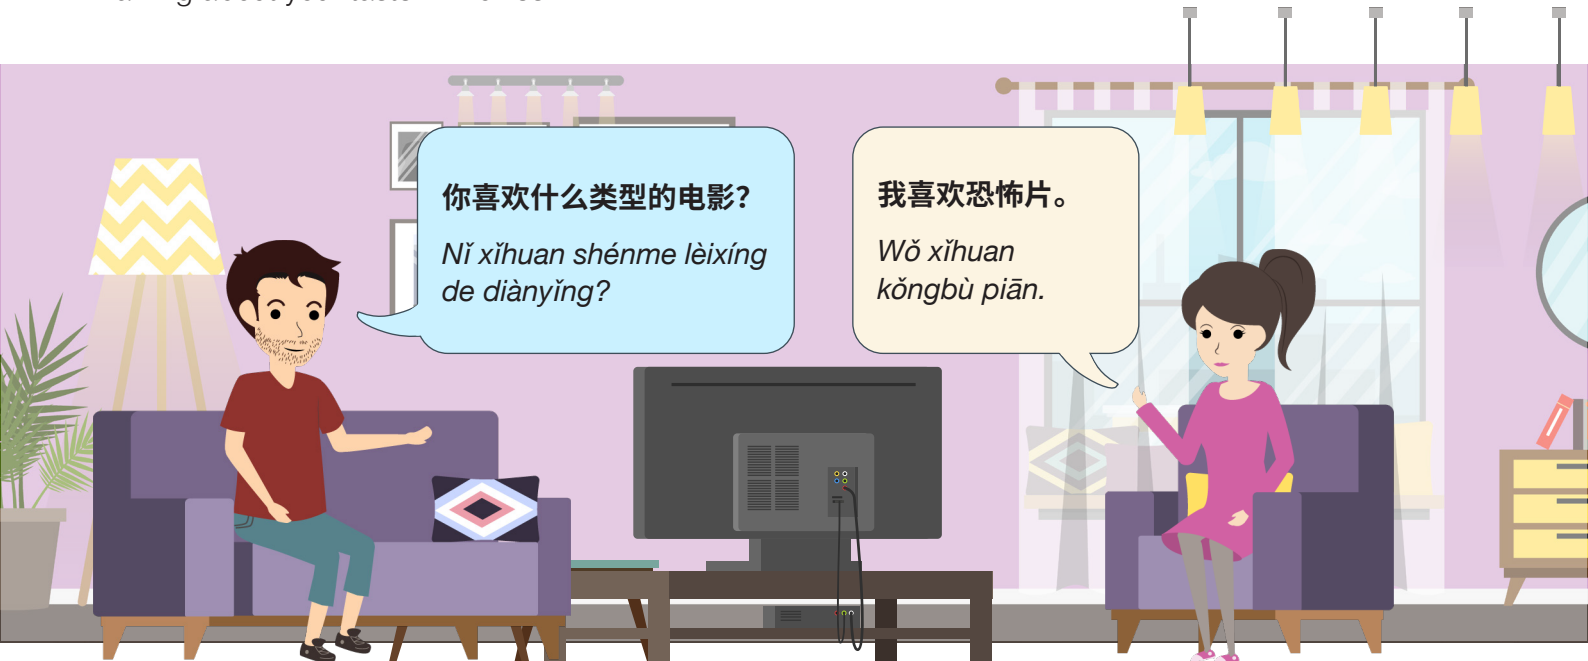 你喜欢什么类型的电影？
Nǐ xǐhuan shénme lèixíng
de diànyǐng?
我喜欢恐怖片。
Wǒ xǐhuan
kǒngbù piān.